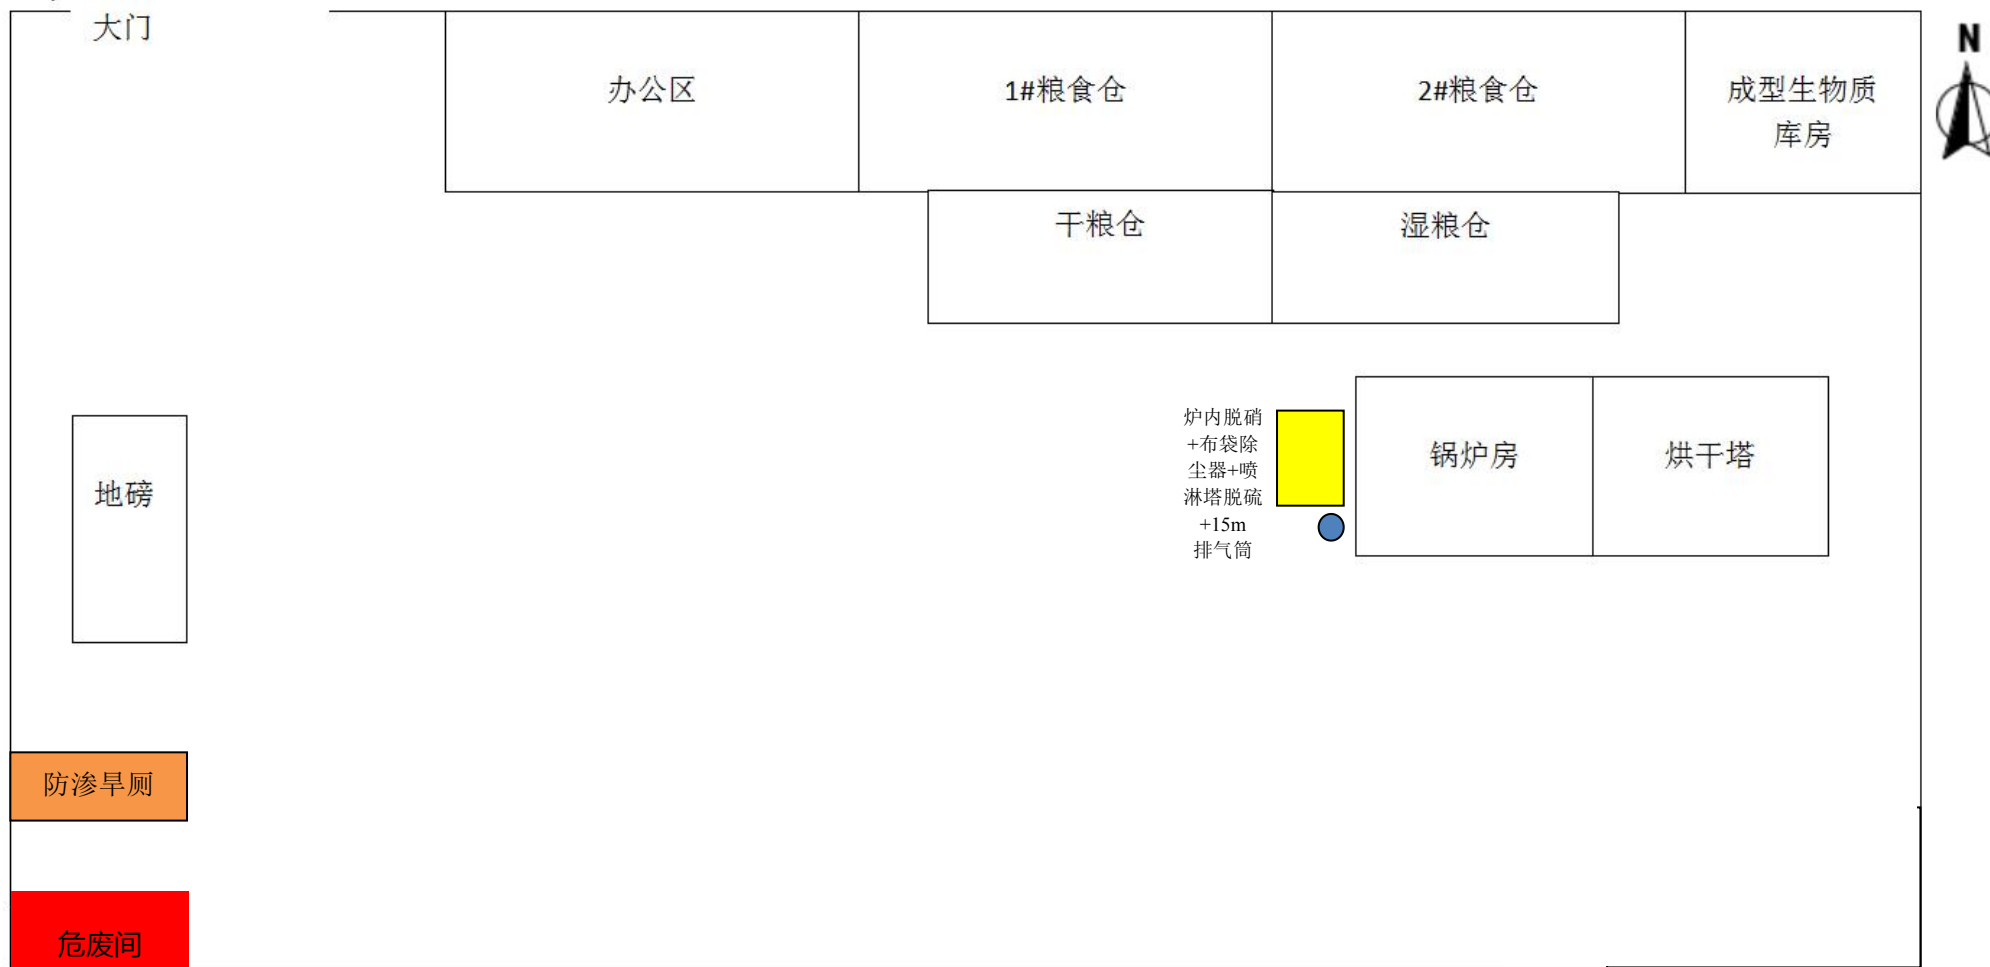 大门
N
办公区
1#粮食仓
2#粮食仓
成型生物质
库房
干粮仓
湿粮仓
炉内脱硝
+布袋除
尘器+喷
淋塔脱硫
+15m
排气筒
锅炉房
烘干塔
地磅
防渗旱厕
危废间